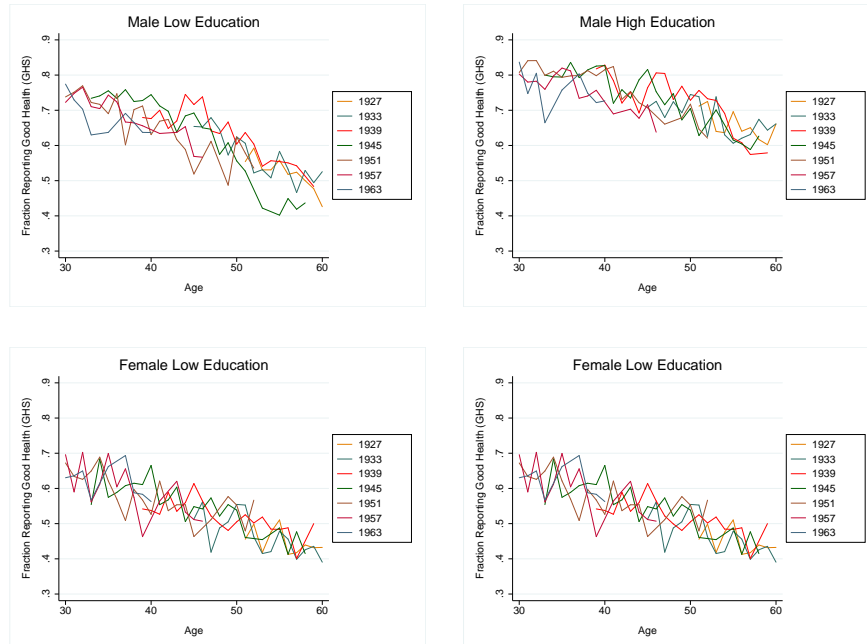 Male Low Education
Fraction Reporting Good Health (GHS)
.3 .4 .5 .6 .7 .8 .9
30 40 50 60
Age
1927
1933
1939
1945
1951
1957
1963
Male High Education
Fraction Reporting Good Health (GHS)
.3 .4 .5 .6 .7 .8 .9
30 40 50 60
Age
1927
1933
1939
1945
1951
1957
1963
Female Low Education
Fraction Reporting Good Health (GHS)
.3 .4 .5 .6 .7 .8 .9
30 40 50 60
Age
1927
1933
1939
1945
1951
1957
1963
Female Low Education
Fraction Reporting Good Health (GHS)
.3 .4 .5 .6 .7 .8 .9
30 40 50 60
Age
1927
1933
1939
1945
1951
1957
1963